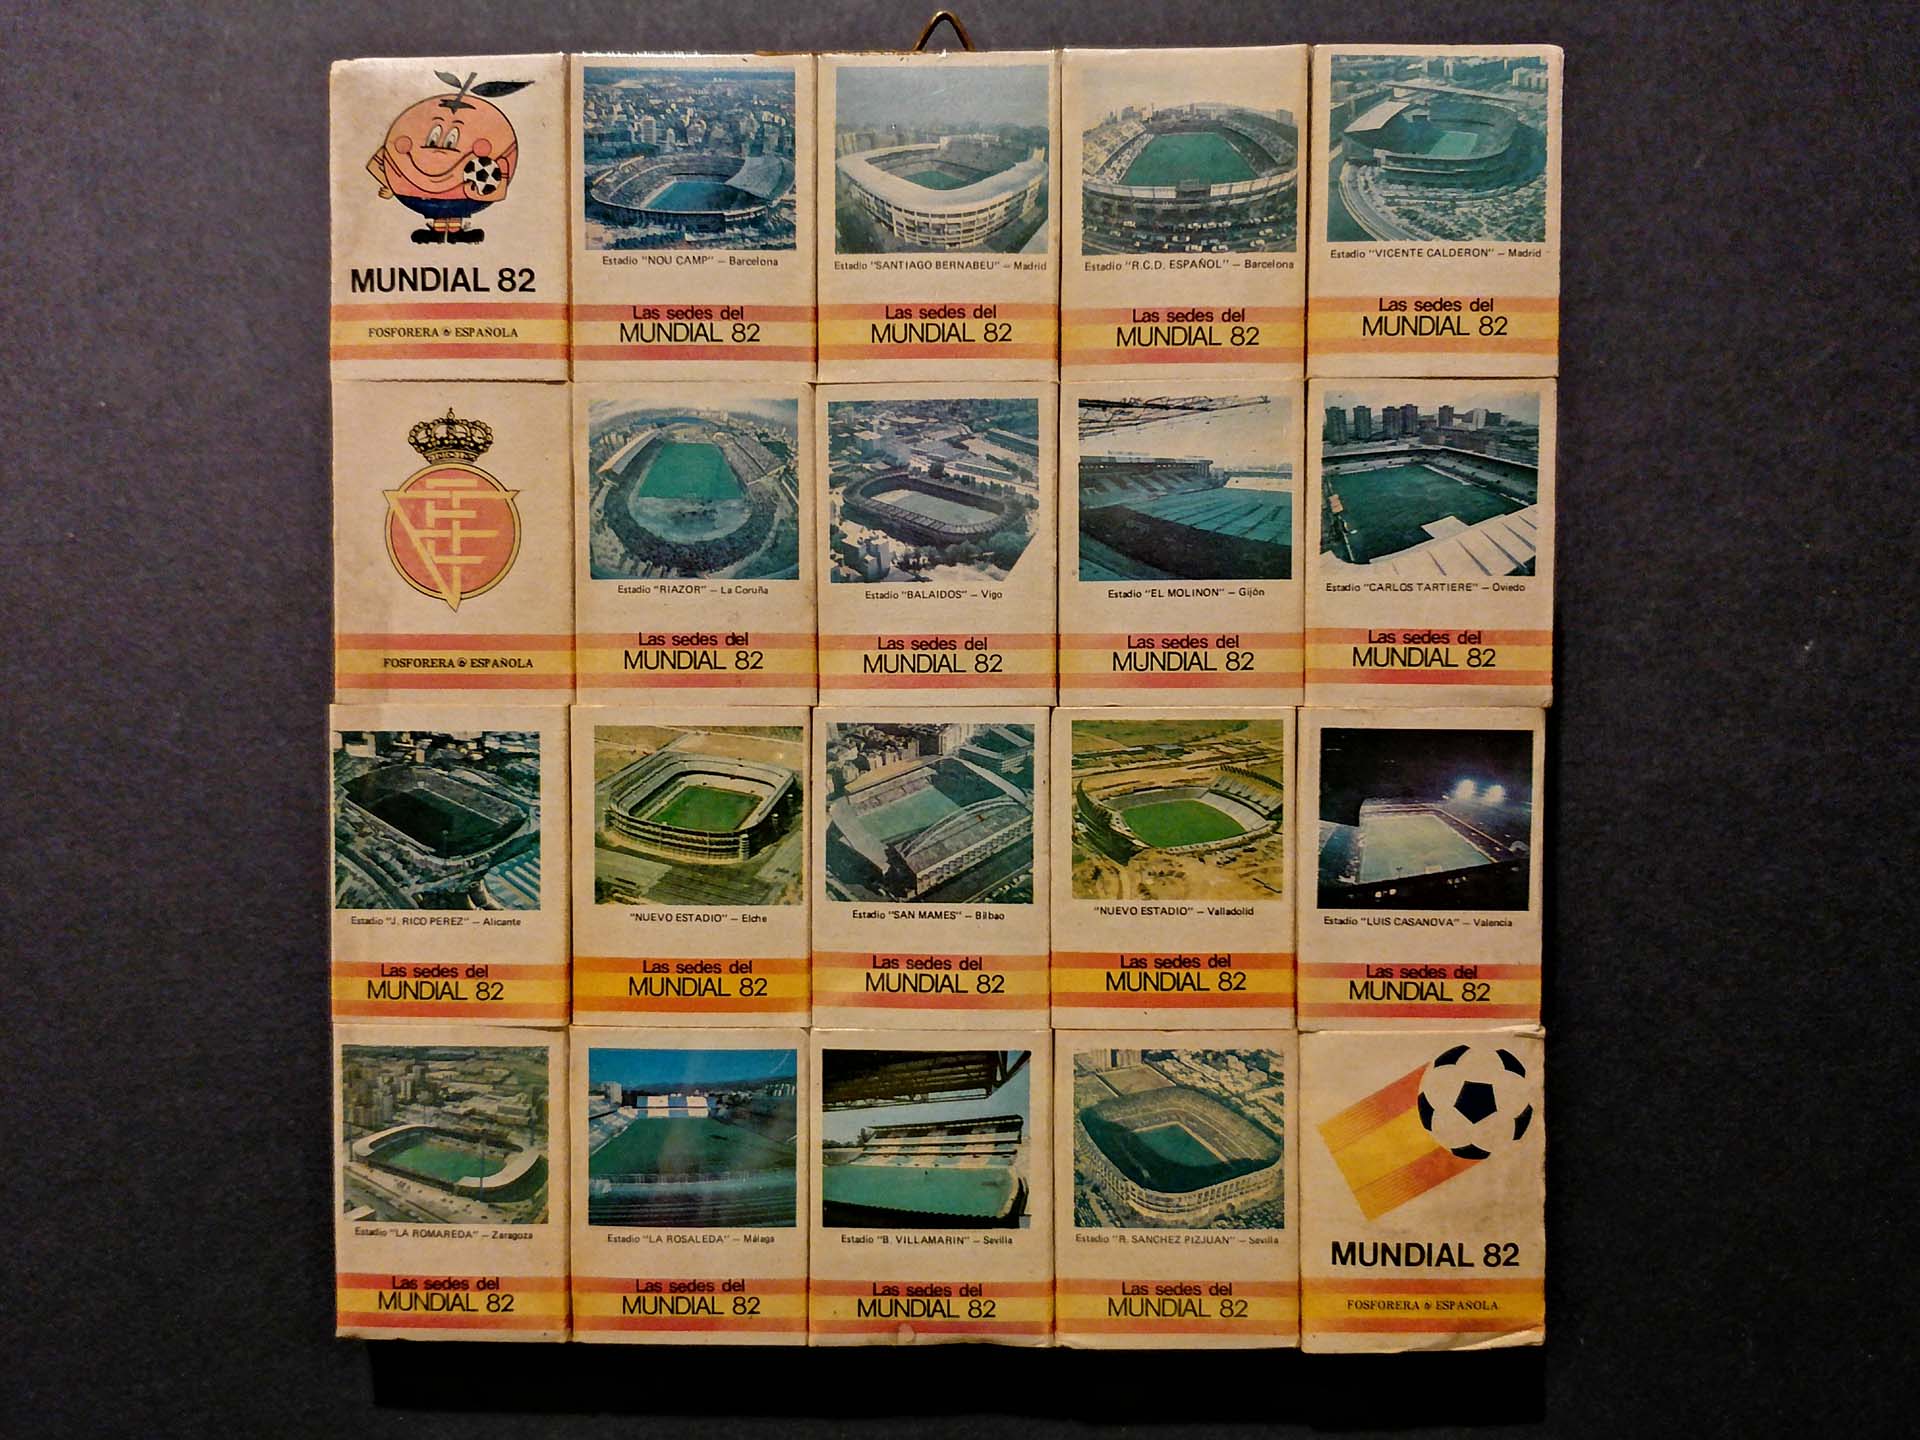 MUNDIAL 82
FOSFORERA ESPAÑOLA
Estadio "NOU CAMP" — Barcelona
Las sedes del
MUNDIAL 82
Estadio "SANTIAGO BERNABEU" — Madrid
Las sedes del
MUNDIAL 82
Estadio "R.C.D. ESPAÑOL" — Barcelona
Las sedes del
MUNDIAL 82
Estadio "VICENTE CALDERON" — Madrid
Las sedes del
MUNDIAL 82
FOSFORERA ESPAÑOLA
Estadio "RIAZOR" — La Coruña
Las sedes del
MUNDIAL 82
Estadio "BALAIDOS" — Vigo
Las sedes del
MUNDIAL 82
Estadio "EL MOLINON" — Gijón
Las sedes del
MUNDIAL 82
Estadio "CARLOS TARTIERE" — Oviedo
Las sedes del
MUNDIAL 82
Estadio "J. RICO PEREZ" — Alicante
Las sedes del
MUNDIAL 82
"NUEVO ESTADIO" — Elche
Las sedes del
MUNDIAL 82
Estadio "SAN MAMES" — Bilbao
Las sedes del
MUNDIAL 82
"NUEVO ESTADIO" — Valladolid
Las sedes del
MUNDIAL 82
Estadio "LUIS CASANOVA" — Valencia
Las sedes del
MUNDIAL 82
Estadio "LA ROMAREDA" — Zaragoza
Las sedes del
MUNDIAL 82
Estadio "LA ROSALEDA" — Málaga
Las sedes del
MUNDIAL 82
Estadio "B. VILLAMARIN" — Sevilla
Las sedes del
MUNDIAL 82
Estadio "R. SANCHEZ PIZJUAN" — Sevilla
Las sedes del
MUNDIAL 82
MUNDIAL 82
FOSFORERA ESPAÑOLA